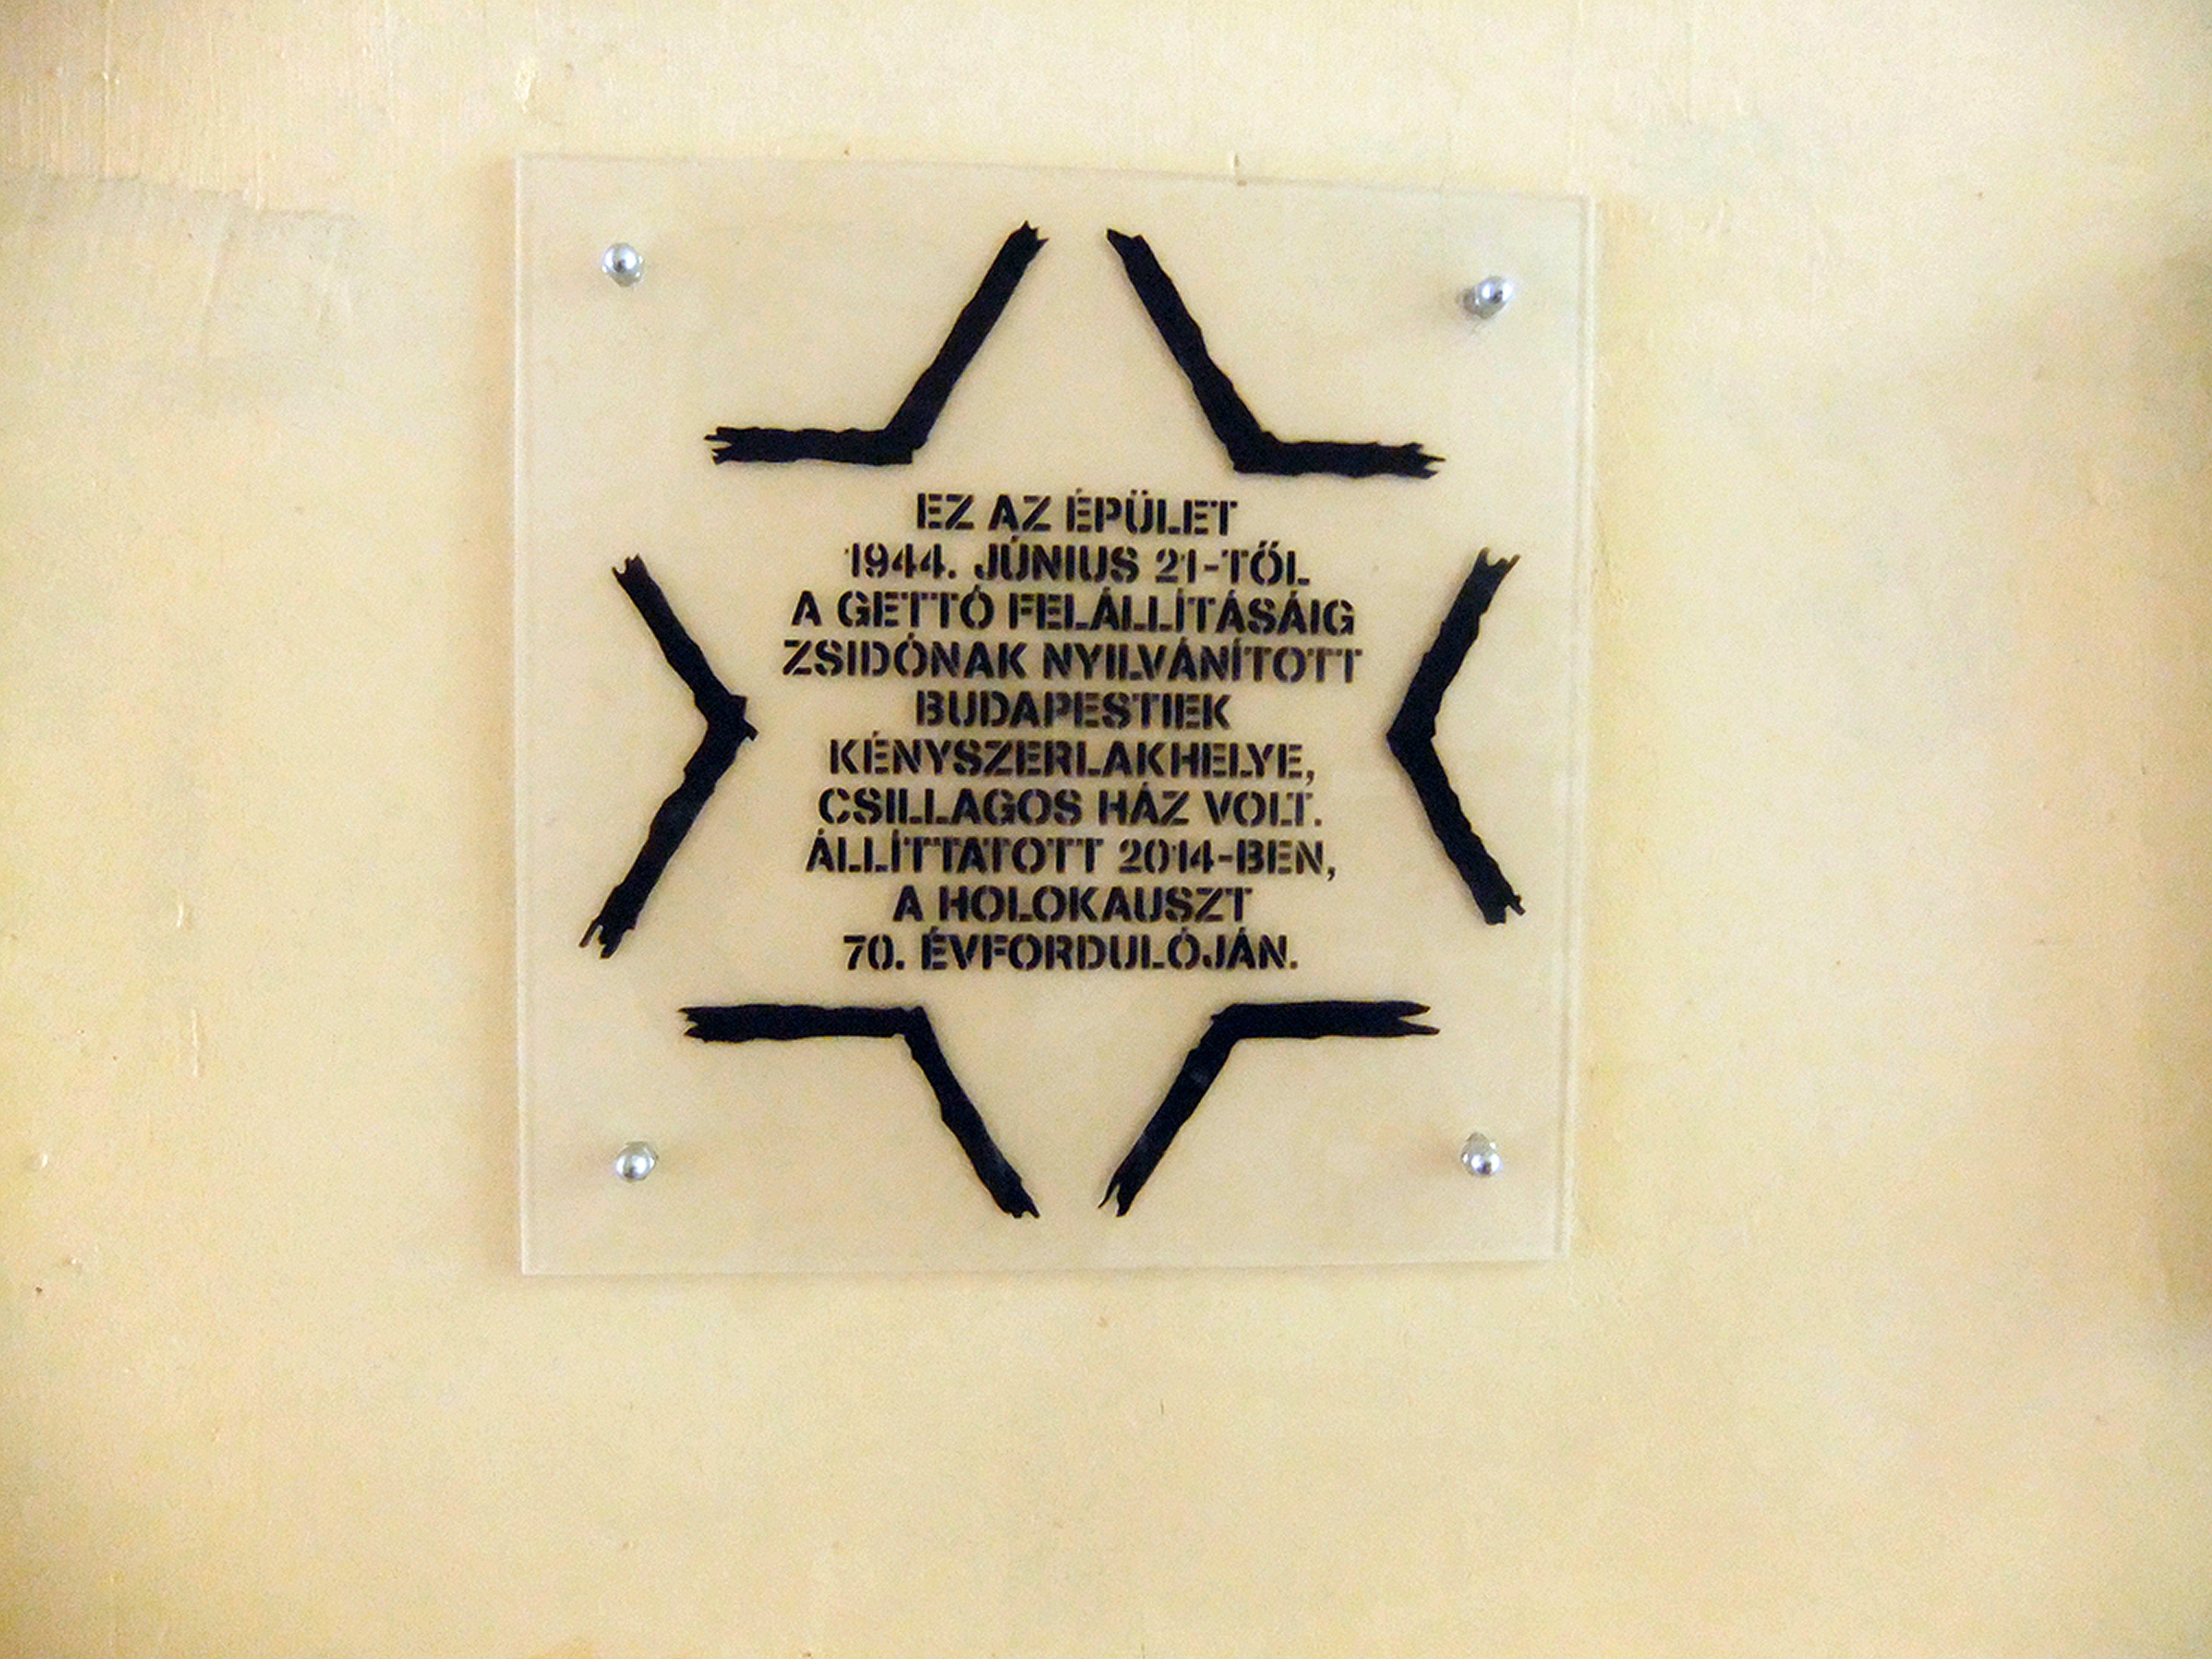 EZ AZ ÉPÜLET
1944. JÚNIUS 21-TŐL
A GETTÓ FELÁLLÍTÁSÁIG
ZSIDÓNAK NYILVÁNÍTOTT
BUDAPESTIEK
KÉNYSZERLAKHELYE,
CSILLAGOS HÁZ VOLT.
ÁLLÍTTATOTT 2014-BEN,
A HOLOKAUSZT
70. ÉVFORDULÓJÁN.